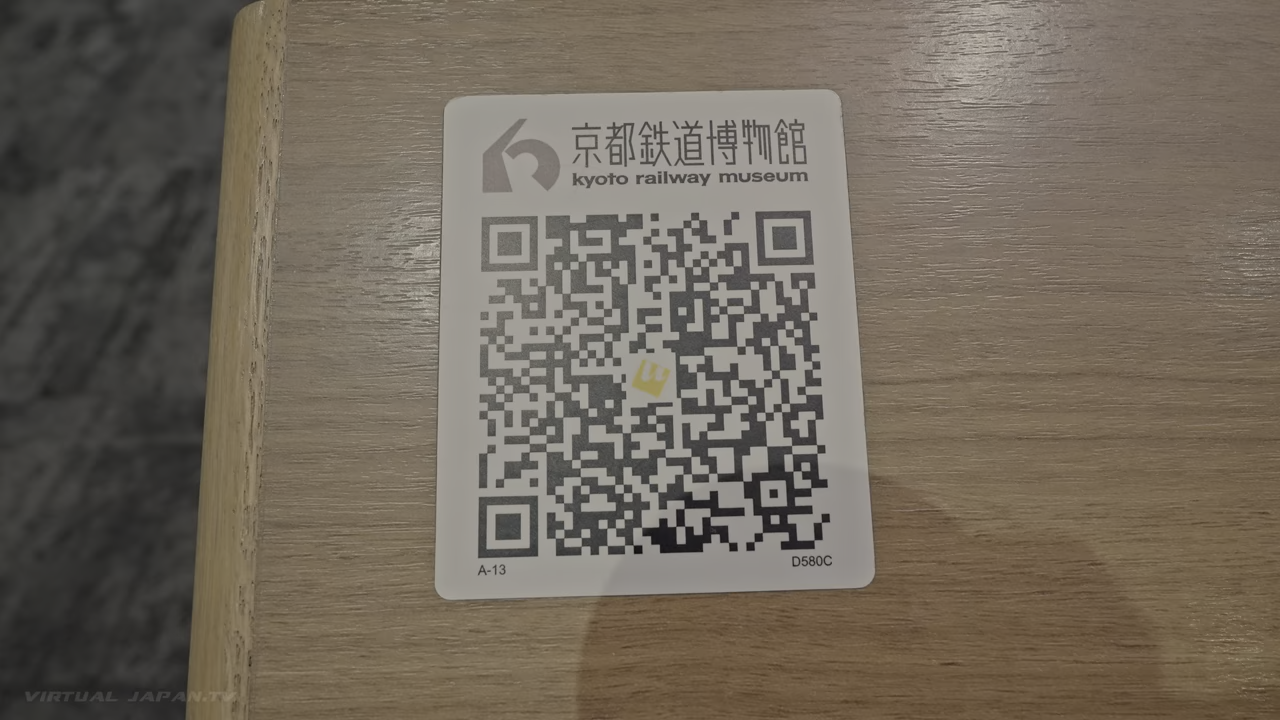 京都鉄道博物館
kyoto railway museum
E
A-13
D580C
VIRTUAL JAPAN.TV